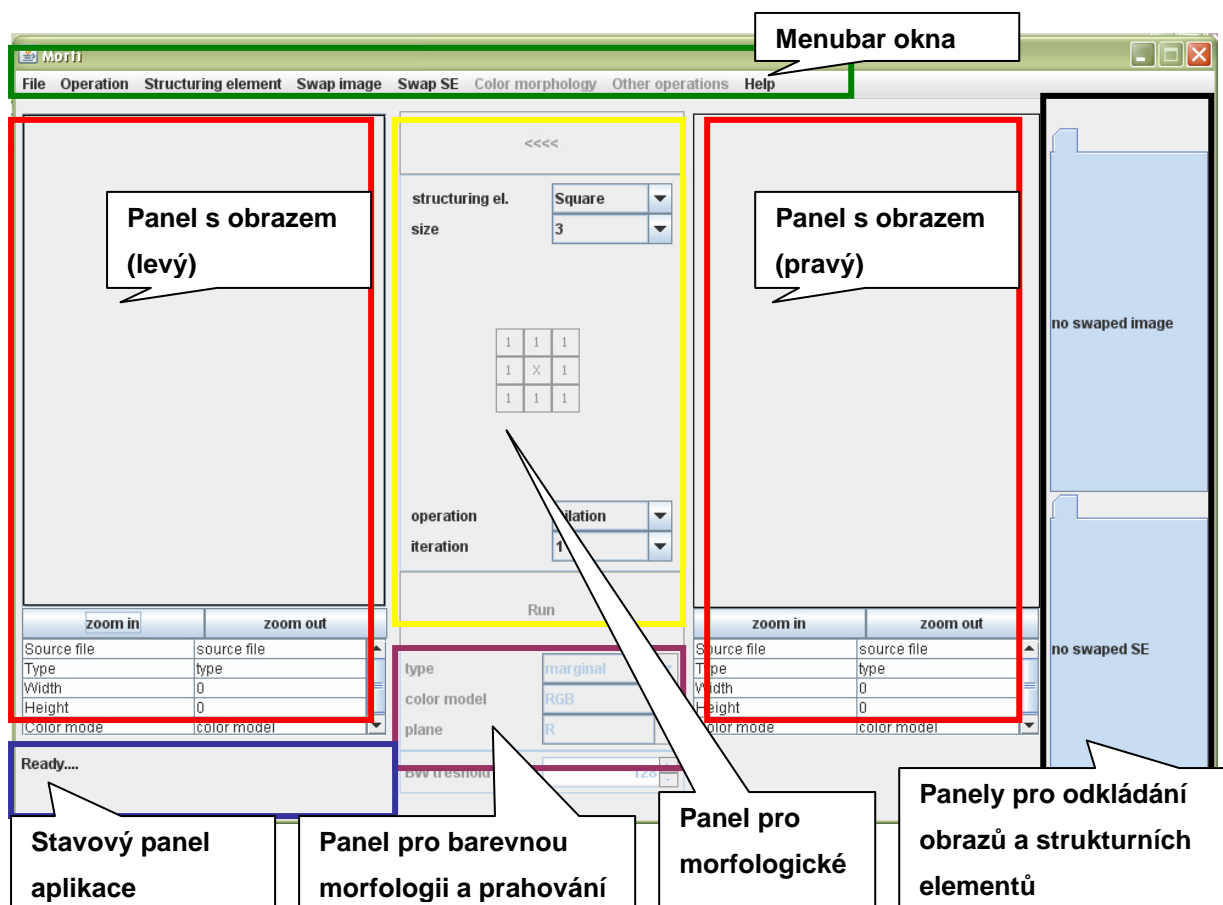 Menubar okna
Morfi
File Operation Structuring element Swap image Swap SE Color morphology Other operations Help
<<<<
structuring el. Square
size 3
Panel s obrazem
(levý)
Panel s obrazem
(pravý)
no swaped image
1 1 1
1 X 1
1 1 1
operation dilation
iteration 1
Run
zoom in zoom out
Source file source file
Type type
Width 0
Height 0
Color mode color model
type marginal
color model RGB
plane R
BW treshold 128
zoom in zoom out
Source file source file
Type type
Width 0
Height 0
Color mode color model
no swaped SE
Ready....
Stavový panel
aplikace
Panel pro barevnou
morfologii a prahování
Panel pro
morfologické
Panely pro odkládání
obrazů a strukturních
elementů